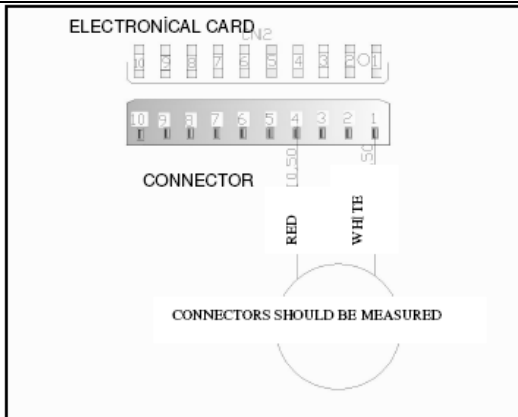 ELECTRONİCAL CARD
CN2
10 9 8 7 6 5 4 3 2 1
10 9 8 7 6 5 4 3 2 1
CONNECTOR
RED
WHITE
CONNECTORS SHOULD BE MEASURED